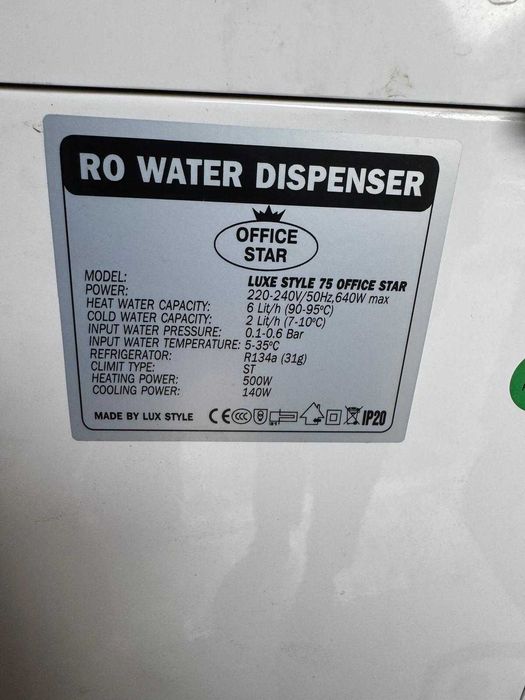 RO WATER DISPENSER
OFFICE
STAR
MODEL: LUXE STYLE 75 OFFICE STAR
POWER: 220-240V/50Hz,640W max
HEAT WATER CAPACITY: 6 Lit/h (90-95ºC)
COLD WATER CAPACITY: 2 Lit/h (7-10ºC)
INPUT WATER PRESSURE: 0.1-0.6 Bar
INPUT WATER TEMPERATURE: 5-35ºC
REFRIGERATOR: R134a (31g)
CLIMIT TYPE: ST
HEATING POWER: 500W
COOLING POWER: 140W
MADE BY LUX STYLE CE CCC IP20